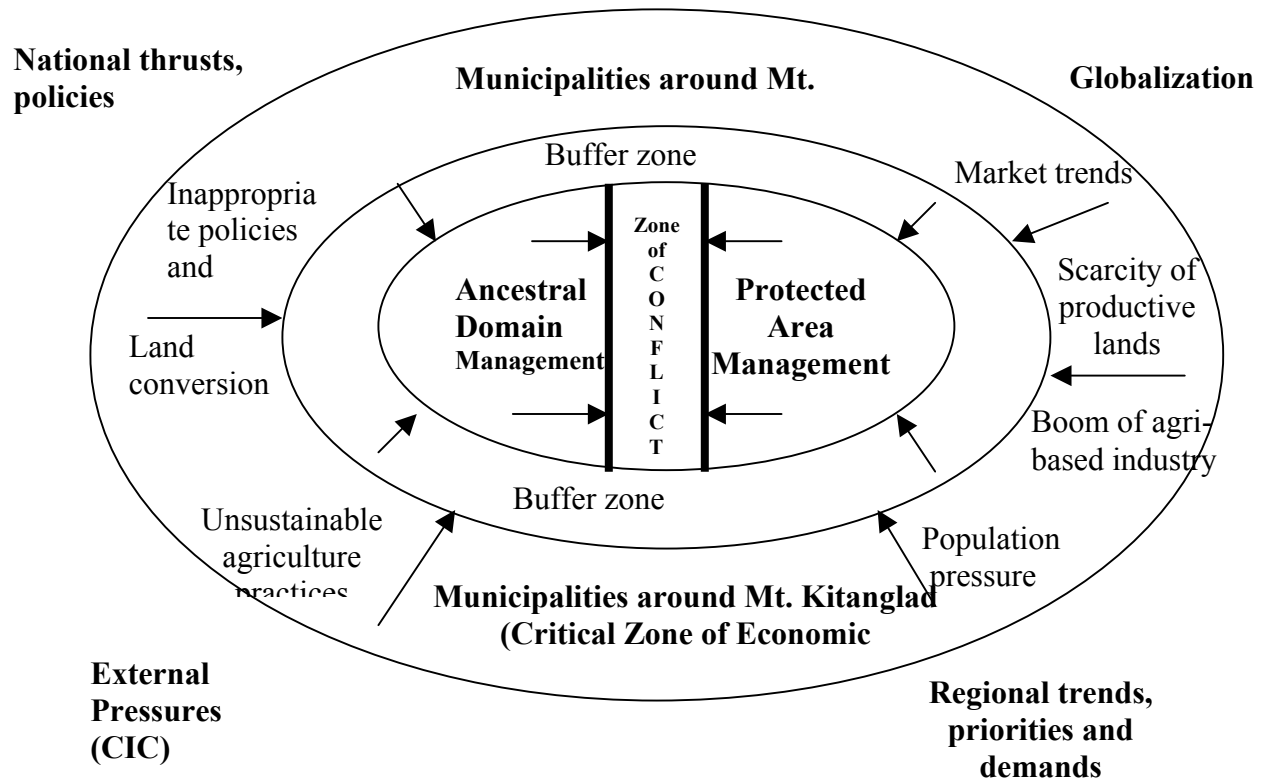 National thrusts,
policies
Municipalities around Mt.
Globalization
Buffer zone
Market trends
Inappropria
te policies
and
Zone
of
C
O
N
F
L
I
C
T
Ancestral
Domain
Management
Protected
Area
Management
Scarcity of
productive
lands
Land
conversion
Boom of agri-
based industry
Buffer zone
Unsustainable
agriculture
practices
Population
pressure
Municipalities around Mt. Kitanglad
(Critical Zone of Economic
External
Pressures
(CIC)
Regional trends,
priorities and
demands